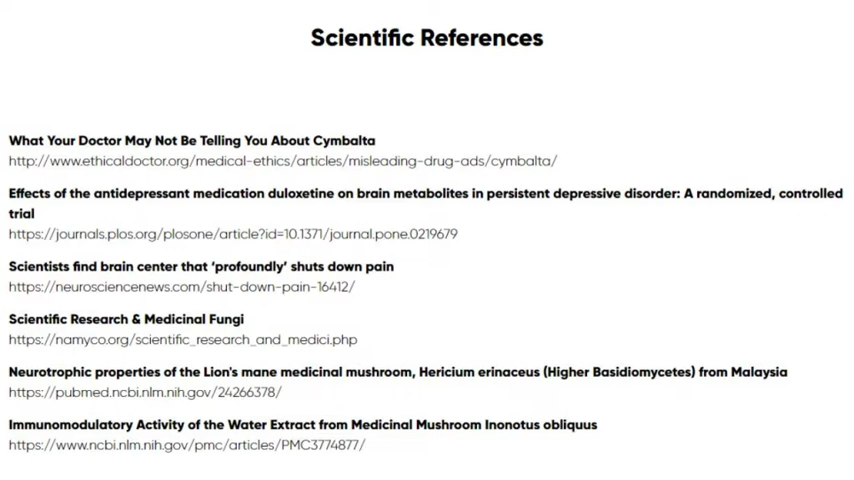 Scientific References
What Your Doctor May Not Be Telling You About Cymbalta
http://www.ethicaldoctor.org/medical-ethics/articles/misleading-drug-ads/cymbalta/
Effects of the antidepressant medication duloxetine on brain metabolites in persistent depressive disorder: A randomized, controlled
trial
https://journals.plos.org/plosone/article?id=10.1371/journal.pone.0219679
Scientists find brain center that ‘profoundly’ shuts down pain
https://neurosciencenews.com/shut-down-pain-16412/
Scientific Research & Medicinal Fungi
https://namyco.org/scientific_research_and_medici.php
Neurotrophic properties of the Lion's mane medicinal mushroom, Hericium erinaceus (Higher Basidiomycetes) from Malaysia
https://pubmed.ncbi.nlm.nih.gov/24266378/
Immunomodulatory Activity of the Water Extract from Medicinal Mushroom Inonotus obliquus
https://www.ncbi.nlm.nih.gov/pmc/articles/PMC3774877/